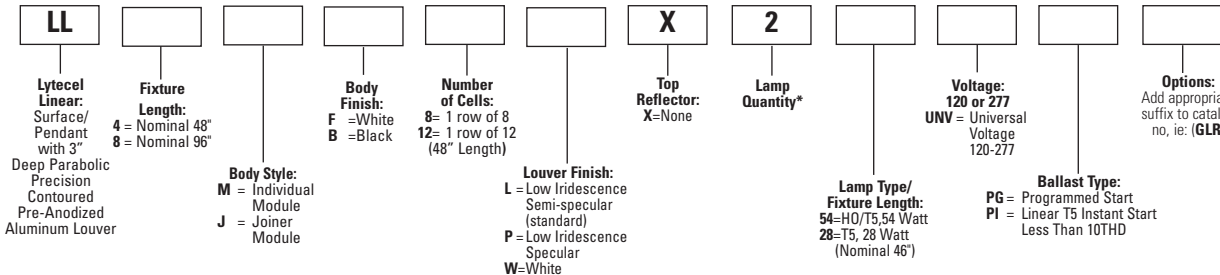 LL
X
2
Lytecel
Linear:
Surface/
Pendant
with 3"
Deep Parabolic
Precision
Contoured
Pre-Anodized
Aluminum Louver
Fixture
Length:
4 = Nominal 48"
8 = Nominal 96"
Body Style:
M = Individual
Module
J = Joiner
Module
Body
Finish:
F =White
B =Black
Number
of Cells:
8= 1 row of 8
12= 1 row of 12
(48" Length)
Louver Finish:
L =Low Iridescence
Semi-specular
(standard)
P =Low Iridescence
Specular
W=White
Top
Reflector:
X=None
Lamp
Quantity*
Lamp Type/
Fixture Length:
54=HO/T5,54 Watt
28=T5, 28 Watt
(Nominal 46")
Voltage:
120 or 277
UNV = Universal
Voltage
120-277
Ballast Type:
PG = Programmed Start
PI = Linear T5 Instant Start
Less Than 10THD
Options:
Add appropria
suffix to catal
no, ie: (GLR